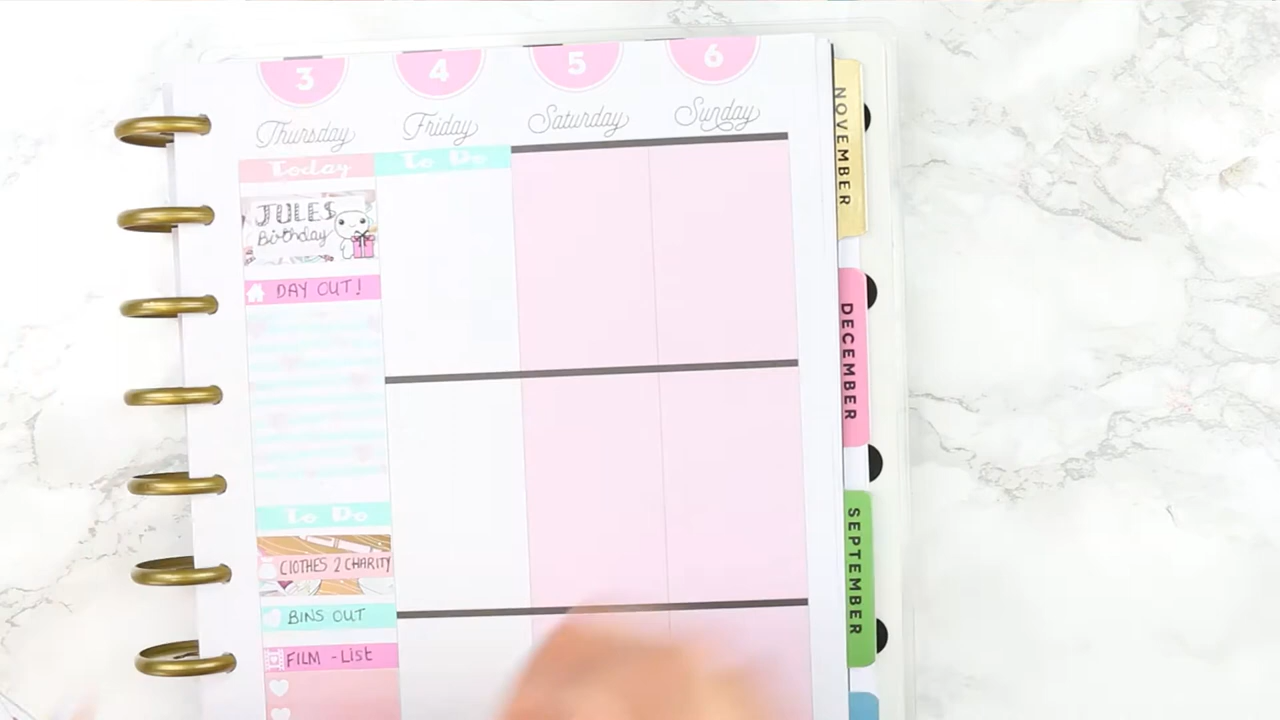 3 4 5 6
Thursday Friday Saturday Sunday
Today To Do
JULES
Birthday
DAY OUT!
To Do
CLOTHES 2 CHARITY
BINS OUT
FILM - List
NOVEMBER
DECEMBER
SEPTEMBER